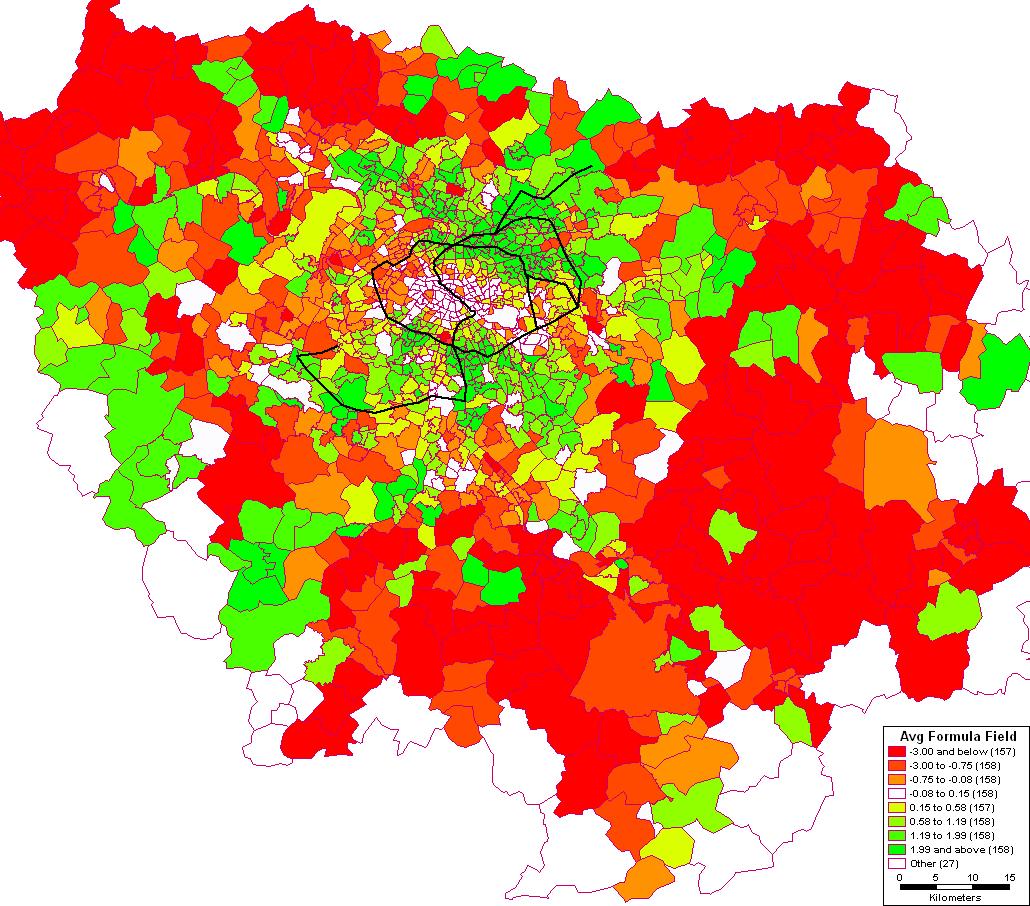 Avg Formula Field
-3.00 and below (157)
-3.00 to -0.75 (158)
-0.75 to -0.08 (158)
-0.08 to 0.15 (158)
0.15 to 0.58 (157)
0.58 to 1.19 (158)
1.19 to 1.99 (158)
1.99 and above (158)
Other (27)
0 5 10 15
Kilometers